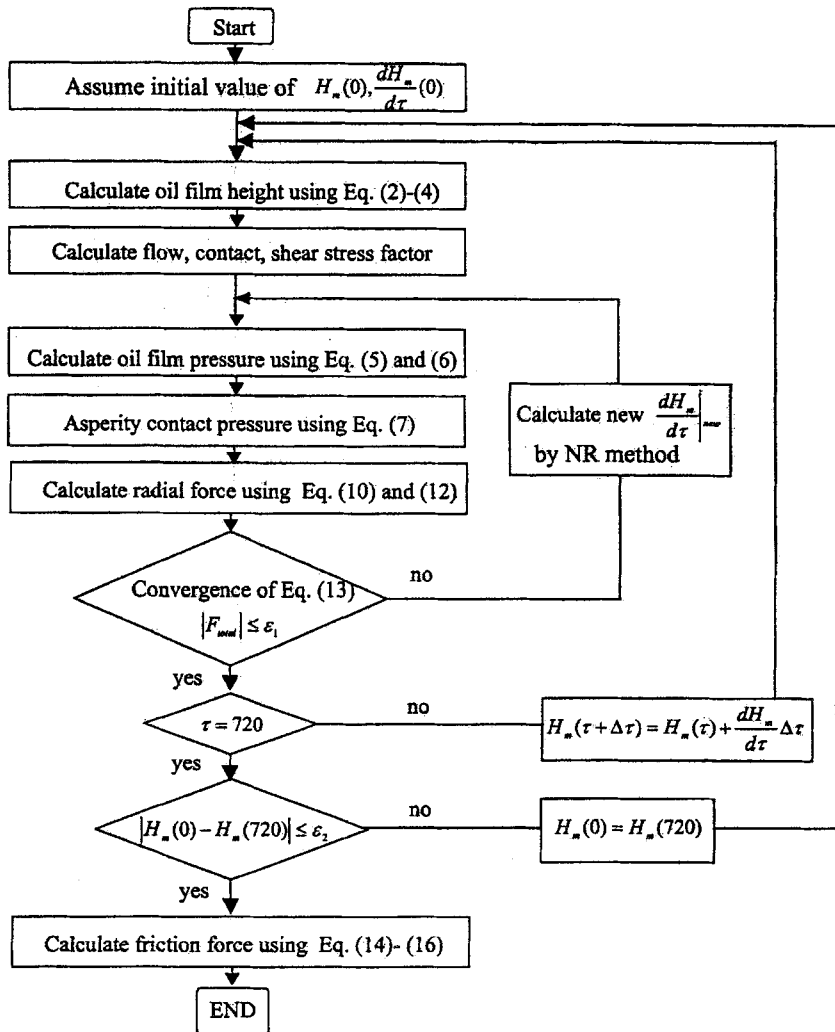 Start
Assume initial value of H_m(0), dH_m/dτ(0)
Calculate oil film height using Eq. (2)-(4)
Calculate flow, contact, shear stress factor
Calculate oil film pressure using Eq. (5) and (6)
Asperity contact pressure using Eq. (7)
Calculate radial force using Eq. (10) and (12)
Calculate new dH_m/dτ|_new
by NR method
Convergence of Eq. (13)
|F_total| ≤ ε_1
no
yes
τ = 720
no
H_m(τ + Δτ) = H_m(τ) + dH_m/dτ Δτ
yes
|H_m(0) − H_m(720)| ≤ ε_2
no
H_m(0) = H_m(720)
yes
Calculate friction force using Eq. (14)- (16)
END